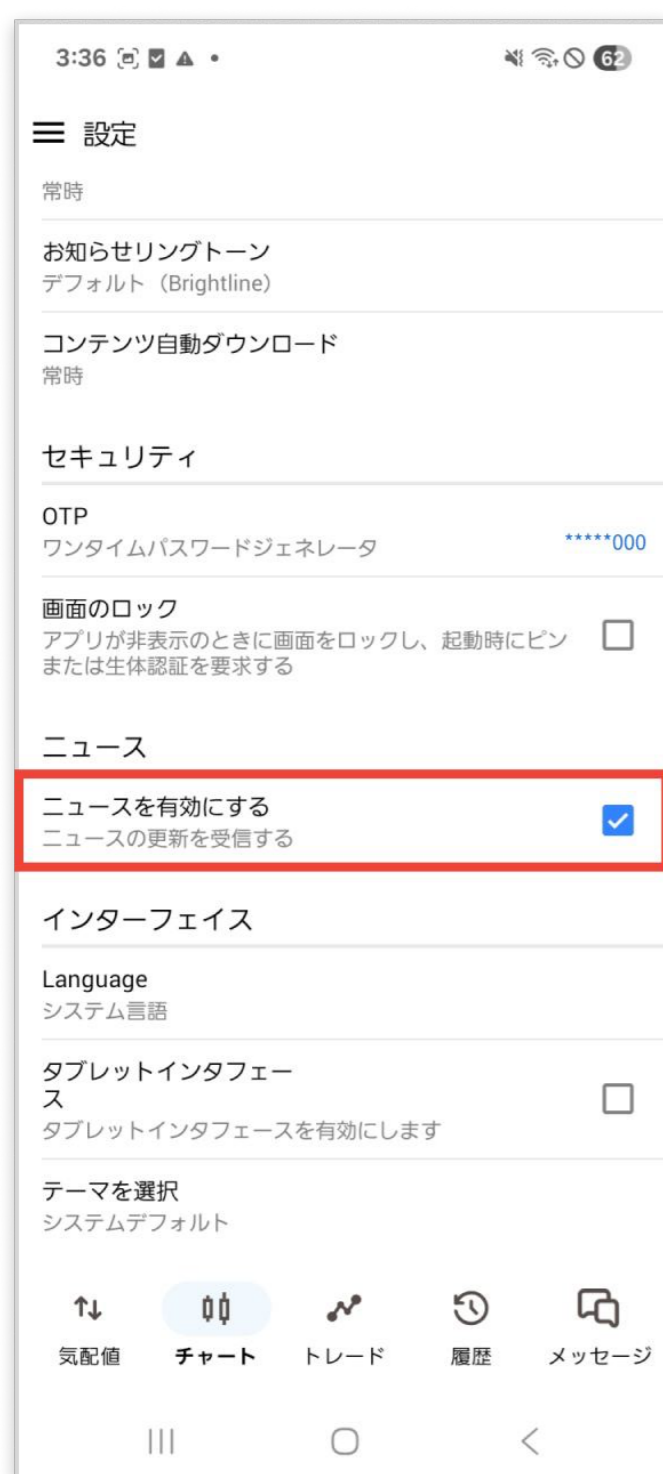 3:36
62
設定
常時
お知らせリングトーン
デフォルト（Brightline）
コンテンツ自動ダウンロード
常時
セキュリティ
OTP
ワンタイムパスワードジェネレータ
*****000
画面のロック
アプリが非表示のときに画面をロックし、起動時にピン
または生体認証を要求する
ニュース
ニュースを有効にする
ニュースの更新を受信する
インターフェイス
Language
システム言語
タブレットインタフェー
ス
タブレットインタフェースを有効にします
テーマを選択
システムデフォルト
気配値
チャート
トレード
履歴
メッセージ